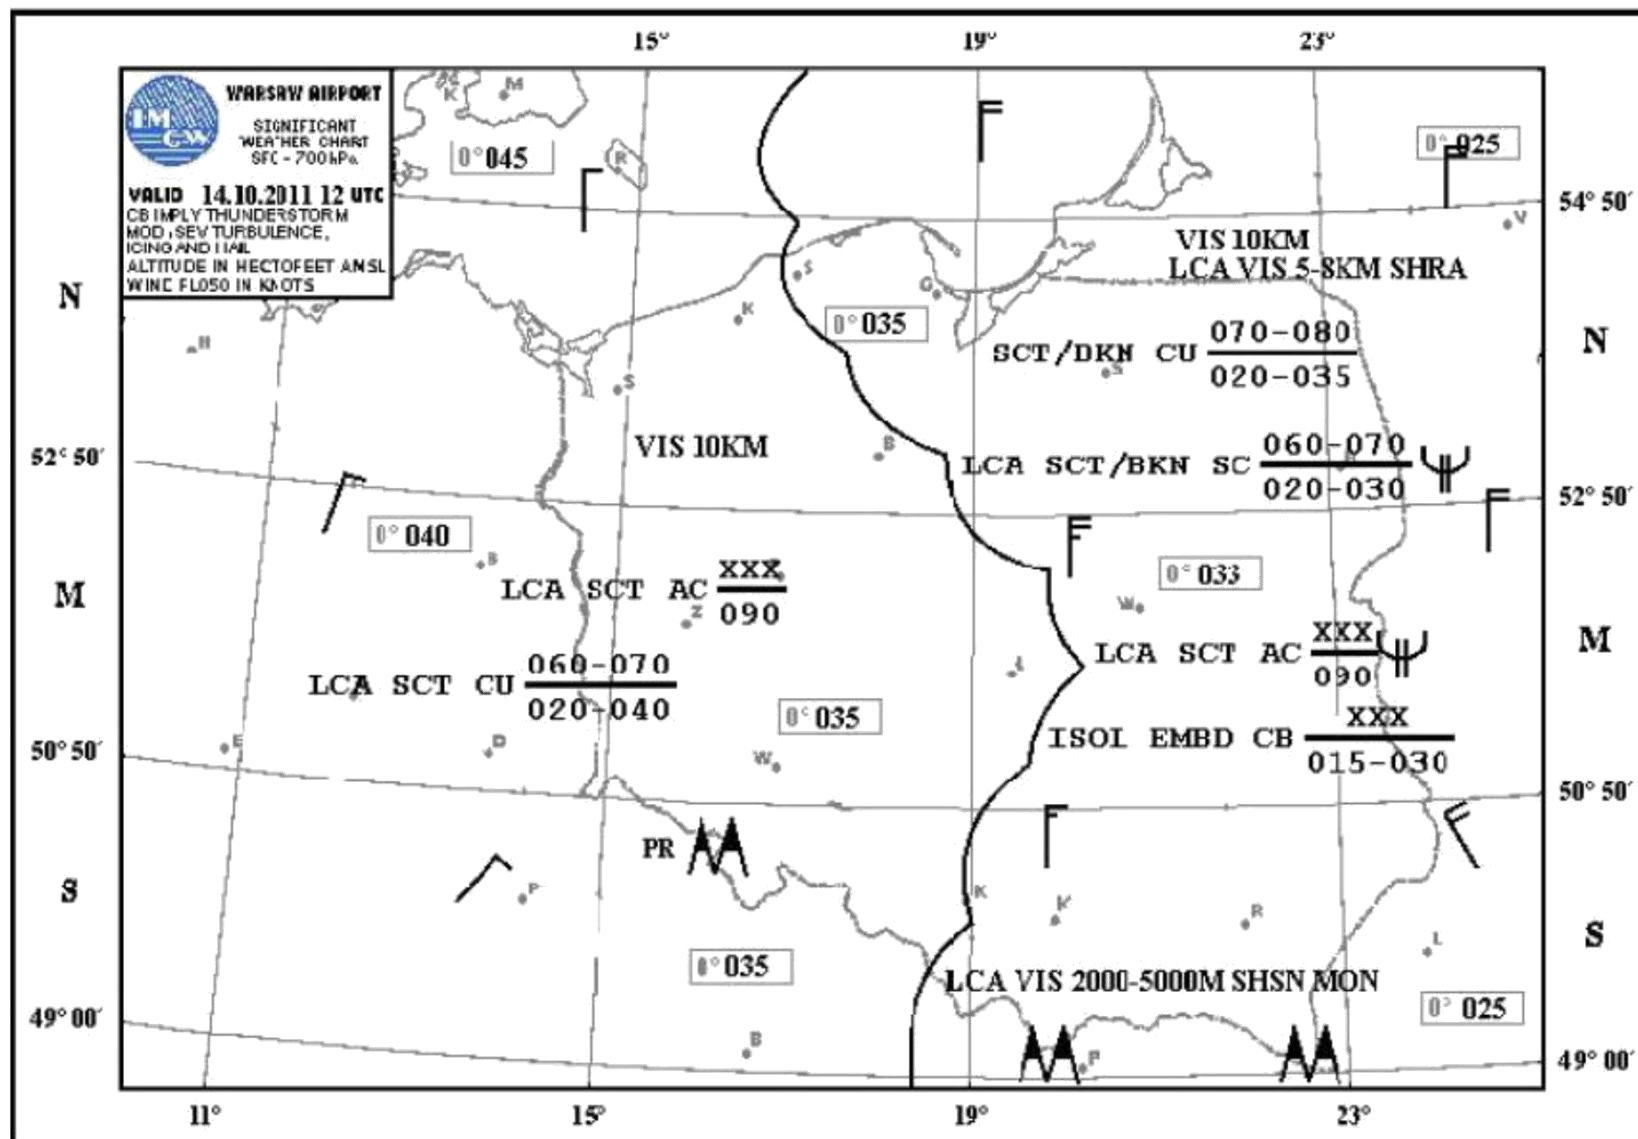 15° 19° 23°
IMGW
WARSAW AIRPORT
SIGNIFICANT
WEATHER CHART
SFC - 700 hPa
VALID 14.10.2011 12 UTC
CB IMPLY THUNDERSTORM
MOD, SEV TURBULENCE,
ICING AND HAIL
ALTITUDE IN HECTOFEET AMSL
WIND FL050 IN KNOTS
K M
0° 045
R
0° 025
54° 50′
V
VIS 10KM
LCA VIS 5-8KM SHRA
N
S
G
K
0° 035
N
H
SCT/BKN CU 070-080
020-035
S
S
VIS 10KM
B
52° 50′
LCA SCT/BKN SC 060-070
020-030
52° 50′
0° 040
B
0° 033
M
LCA SCT AC XXX
090
Z
W
M
LCA SCT AC XXX
090
Ł
LCA SCT CU 060-070
020-040
0° 035
ISOL EMBD CB XXX
015-030
50° 50′
E
D
W
50° 50′
PR
S
P
K
K
R
S
L
0° 035
LCA VIS 2000-5000M SHSN MON
0° 025
49° 00′
B
P
49° 00′
11° 15° 19° 23°